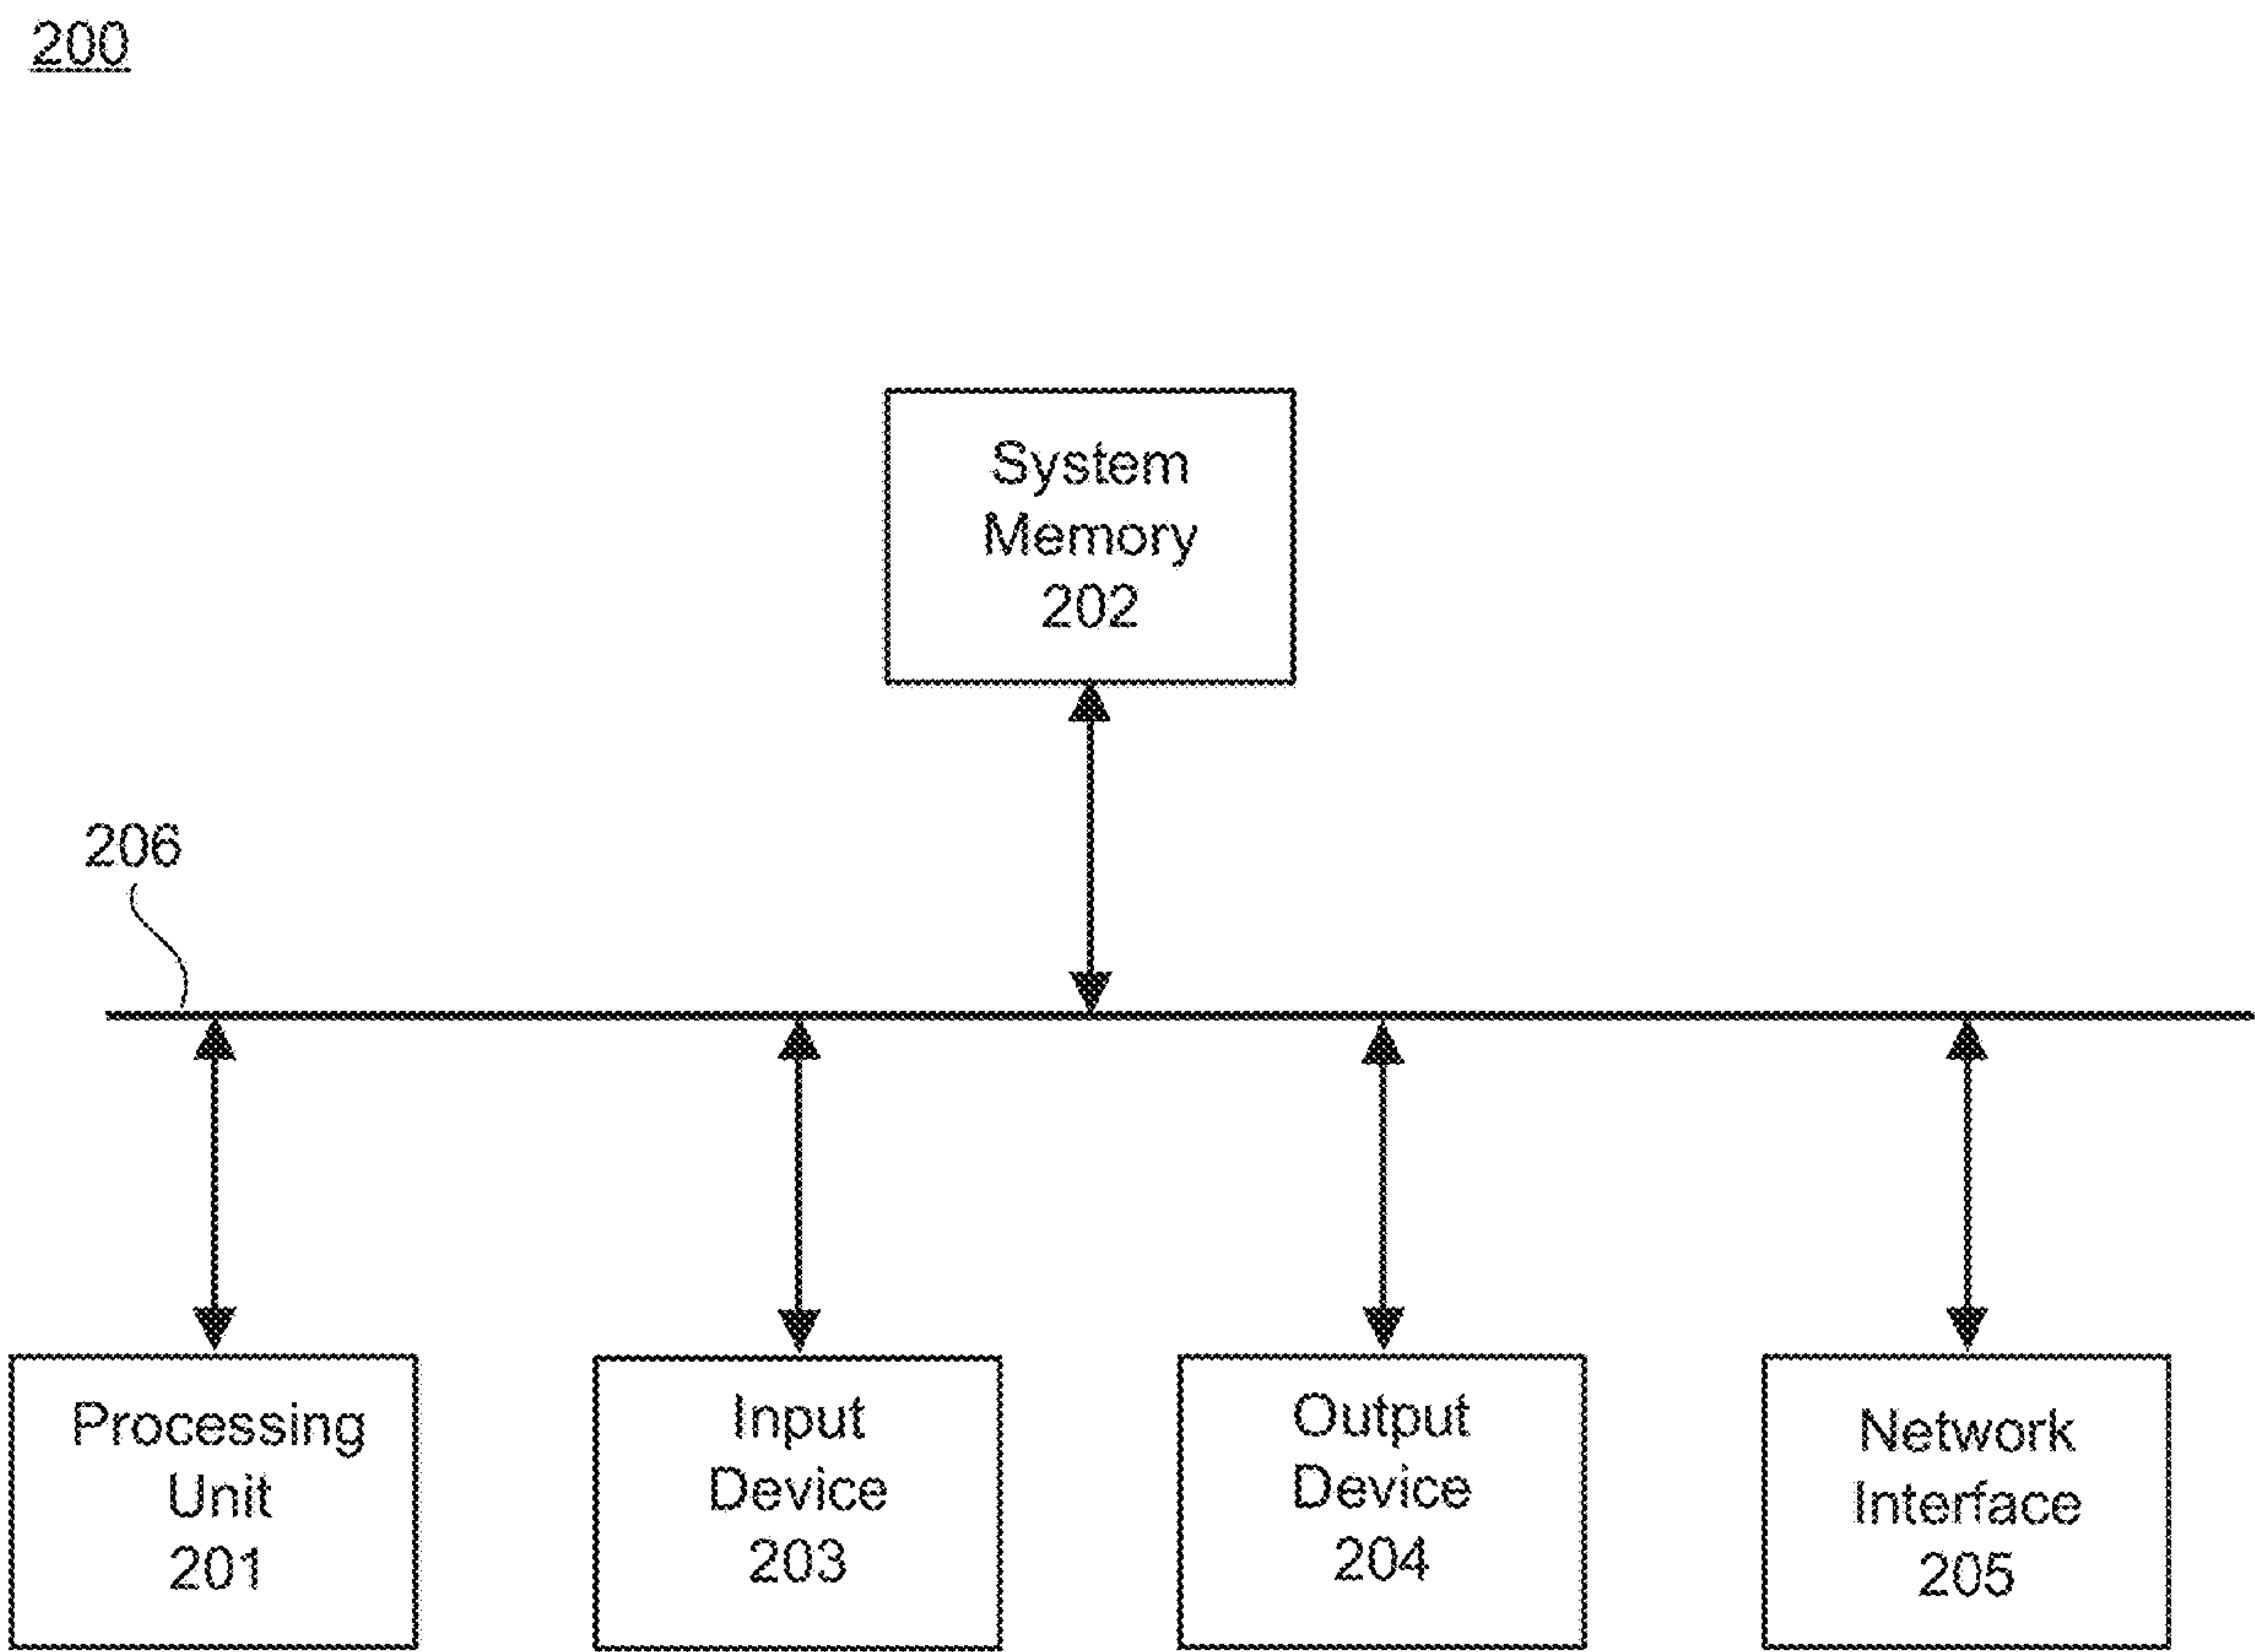 200
System
Memory
202
206
Processing
Unit
201
Input
Device
203
Output
Device
204
Network
Interface
205